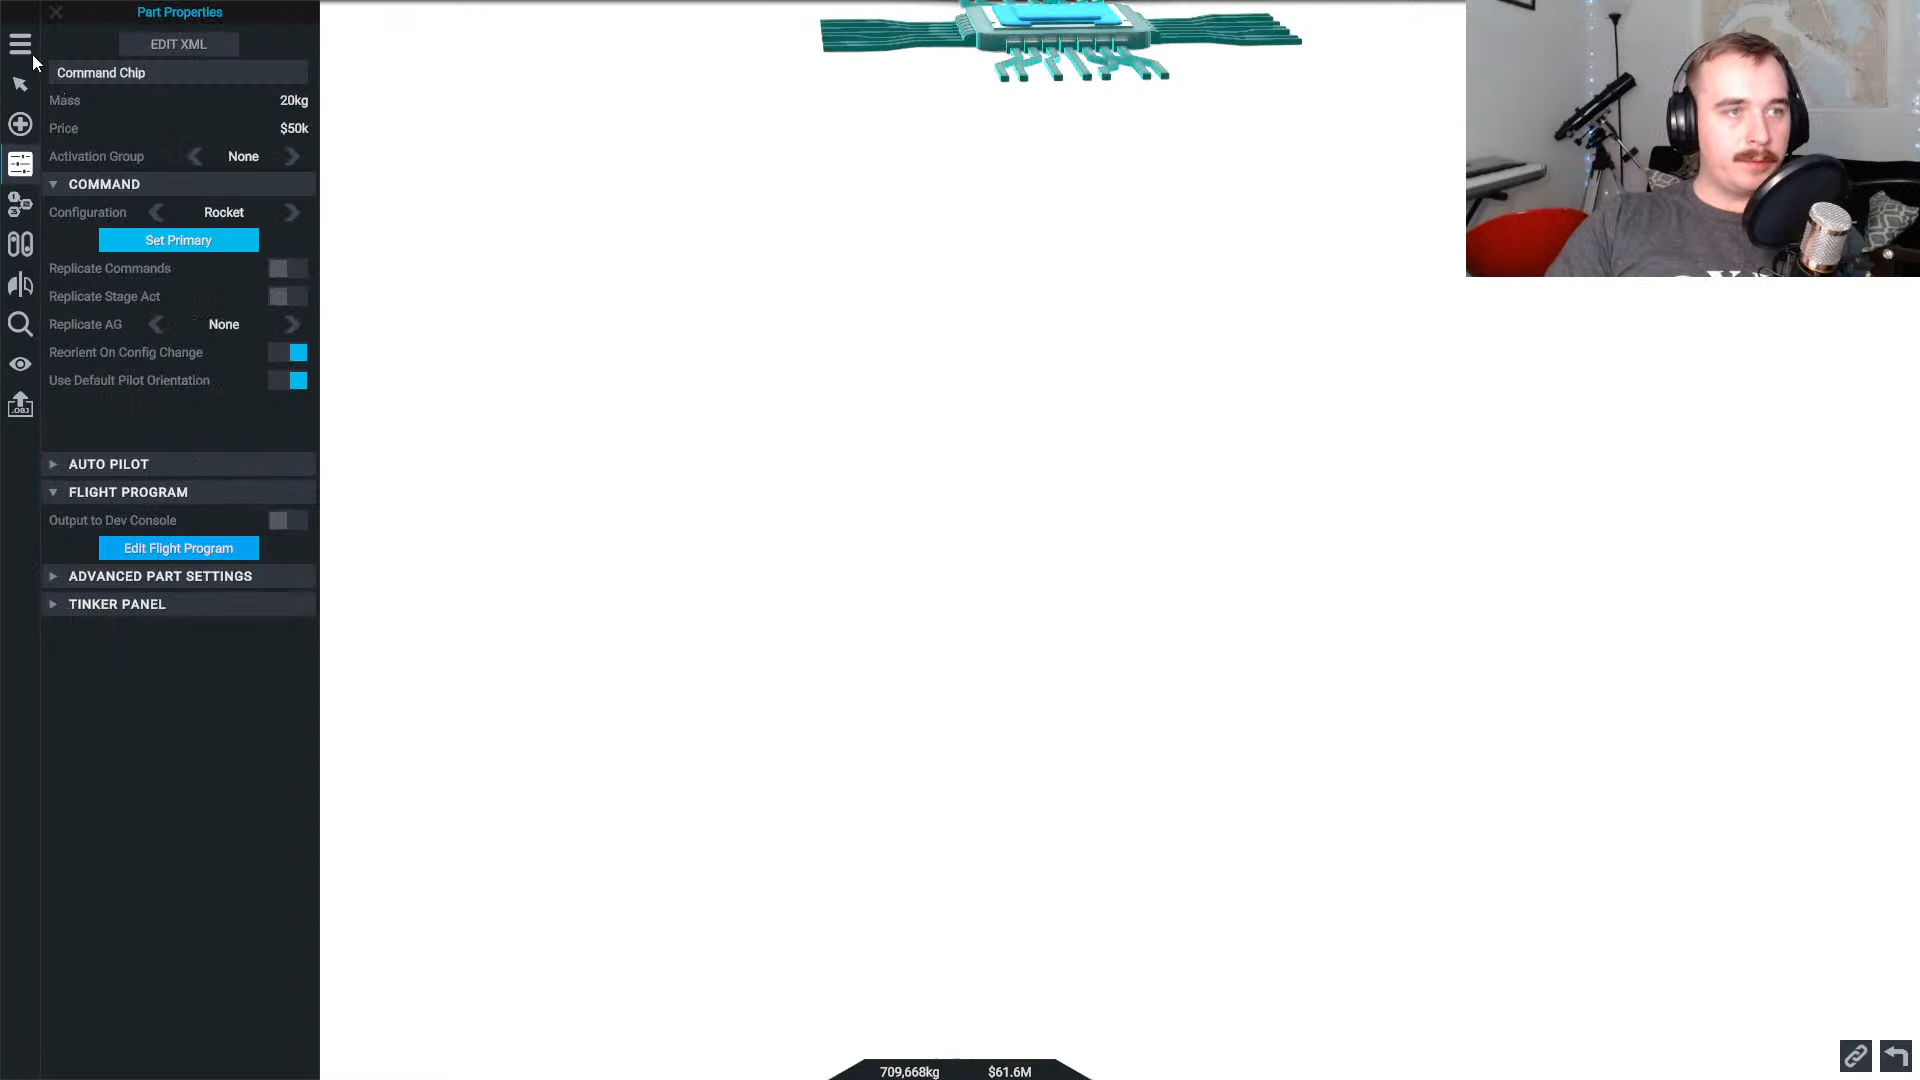 Part Properties
EDIT XML
Command Chip
Mass 20kg
Price $50k
Activation Group None
COMMAND
Configuration Rocket
Set Primary
Replicate Commands
Replicate Stage Act
Replicate AG None
Reorient On Config Change
Use Default Pilot Orientation
.OBJ
AUTO PILOT
FLIGHT PROGRAM
Output to Dev Console
Edit Flight Program
ADVANCED PART SETTINGS
TINKER PANEL
709,668kg $61.6M